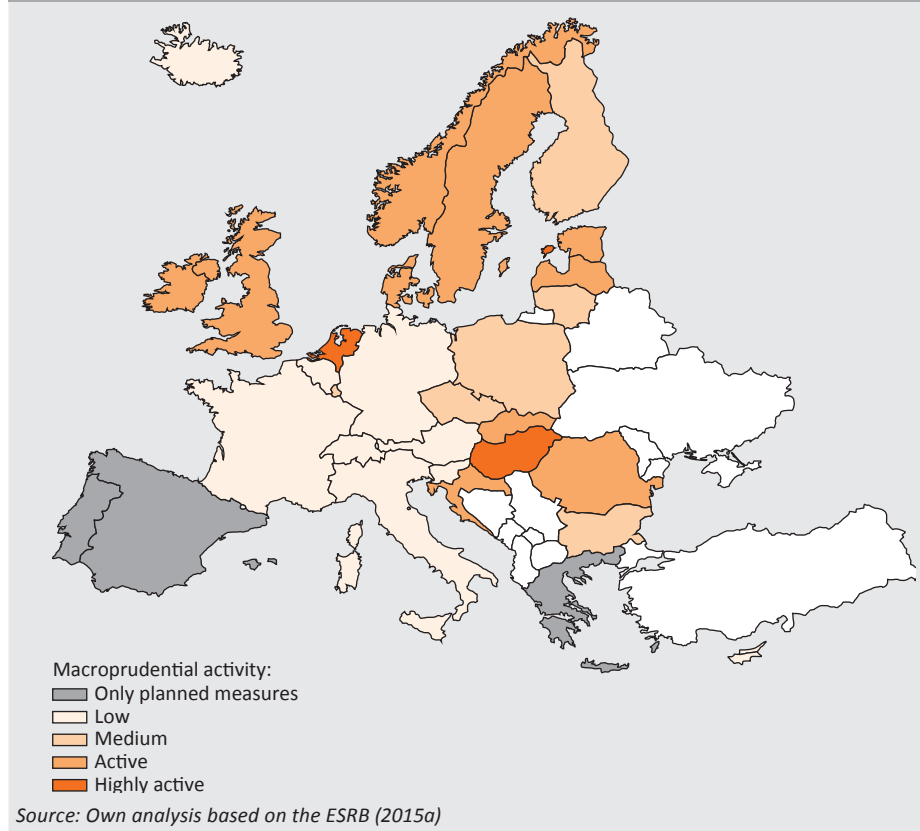 Macroprudential activity:
Only planned measures
Low
Medium
Active
Highly active
Source: Own analysis based on the ESRB (2015a)